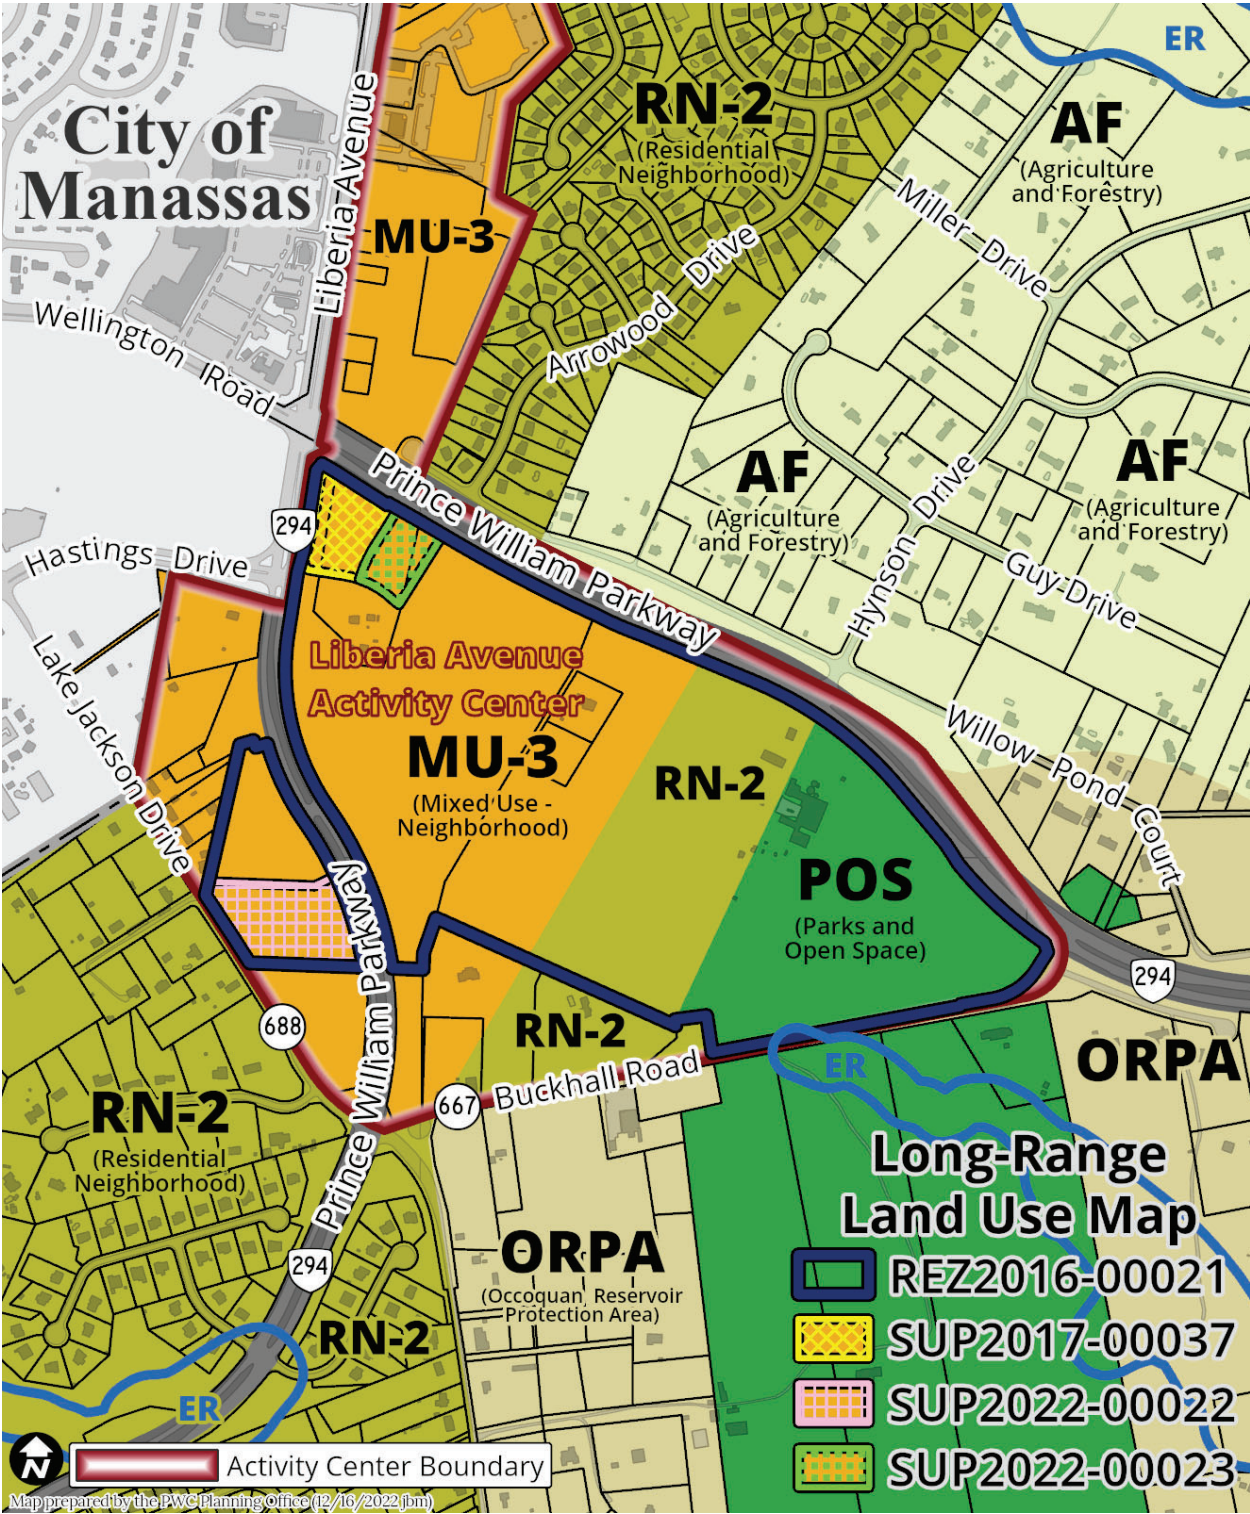 ER
RN-2
(Residential
Neighborhood)
AF
(Agriculture
and Forestry)
City of
Manassas
Liberia Avenue
MU-3
Miller Drive
Arrowood Drive
Wellington Road
AF
(Agriculture
and Forestry)
AF
(Agriculture
and Forestry)
Prince William Parkway
Hynson Drive
Guy Drive
294
Hastings Drive
Lake Jackson Drive
Liberia Avenue
Activity Center
MU-3
(Mixed Use -
Neighborhood)
RN-2
Willow Pond Court
POS
(Parks and
Open Space)
Prince William Parkway
294
688
RN-2
Buckhall Road
667
ER
ORPA
RN-2
(Residential
Neighborhood)
Prince William Parkway
294
ORPA
(Occoquan Reservoir
Protection Area)
RN-2
ER
Long-Range
Land Use Map
REZ2016-00021
SUP2017-00037
SUP2022-00022
SUP2022-00023
N
Activity Center Boundary
Map prepared by the PWC Planning Office (12/16/2022 jbm)